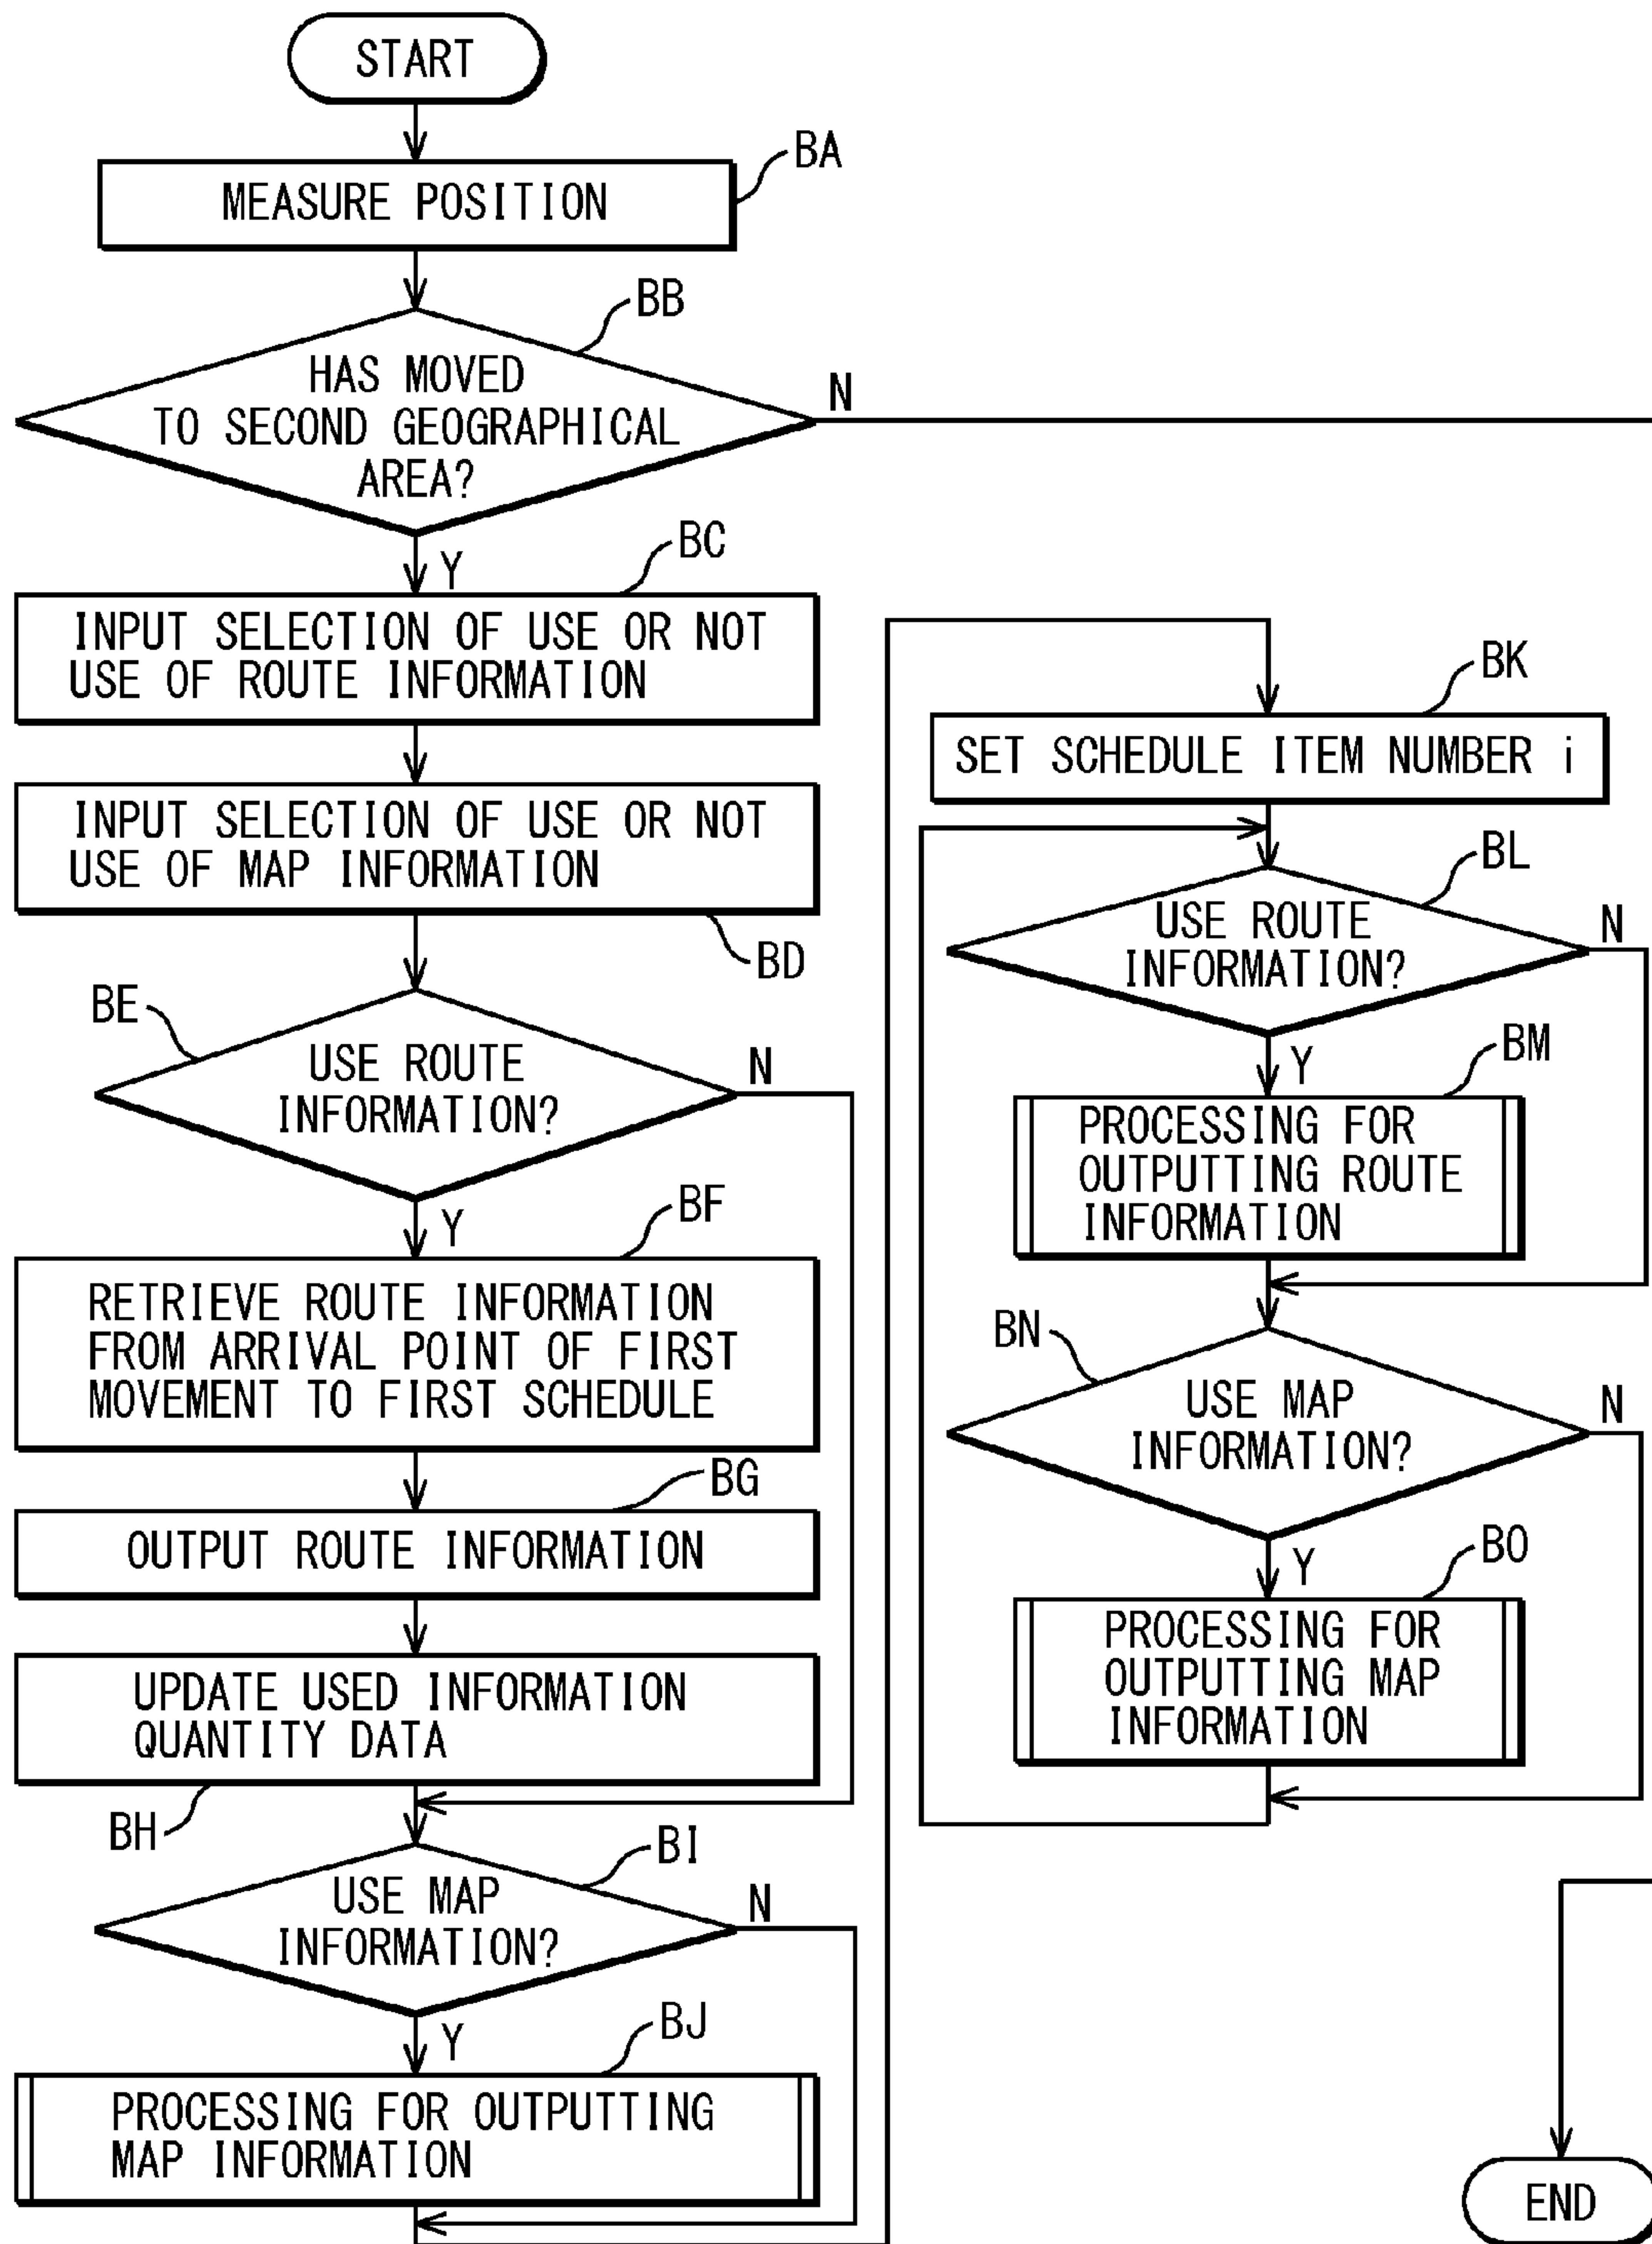 START
BA
MEASURE POSITION
BB
HAS MOVED
TO SECOND GEOGRAPHICAL
AREA?
N
Y
BC
INPUT SELECTION OF USE OR NOT
USE OF ROUTE INFORMATION
INPUT SELECTION OF USE OR NOT
USE OF MAP INFORMATION
BD
BE
USE ROUTE
INFORMATION?
N
Y
BF
RETRIEVE ROUTE INFORMATION
FROM ARRIVAL POINT OF FIRST
MOVEMENT TO FIRST SCHEDULE
BG
OUTPUT ROUTE INFORMATION
UPDATE USED INFORMATION
QUANTITY DATA
BH
BI
USE MAP
INFORMATION?
N
Y
BJ
PROCESSING FOR OUTPUTTING
MAP INFORMATION
BK
SET SCHEDULE ITEM NUMBER i
BL
USE ROUTE
INFORMATION?
N
Y
BM
PROCESSING FOR
OUTPUTTING ROUTE
INFORMATION
BN
USE MAP
INFORMATION?
N
Y
BO
PROCESSING FOR
OUTPUTTING MAP
INFORMATION
END